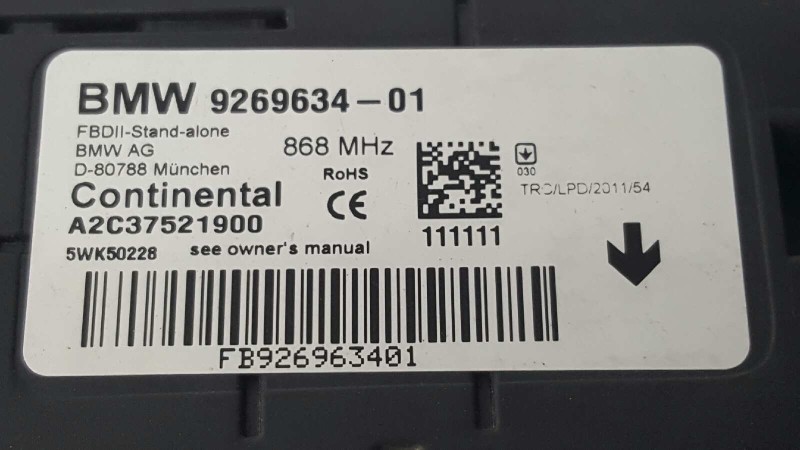 BMW 9269634-01
FBDII-Stand-alone
BMW AG
D-80788 München
868 MHz
RoHS
CE
Continental
A2C37521900
5WK50228 see owner's manual
111111
030
TRC/LPD/2011/54
FB926963401